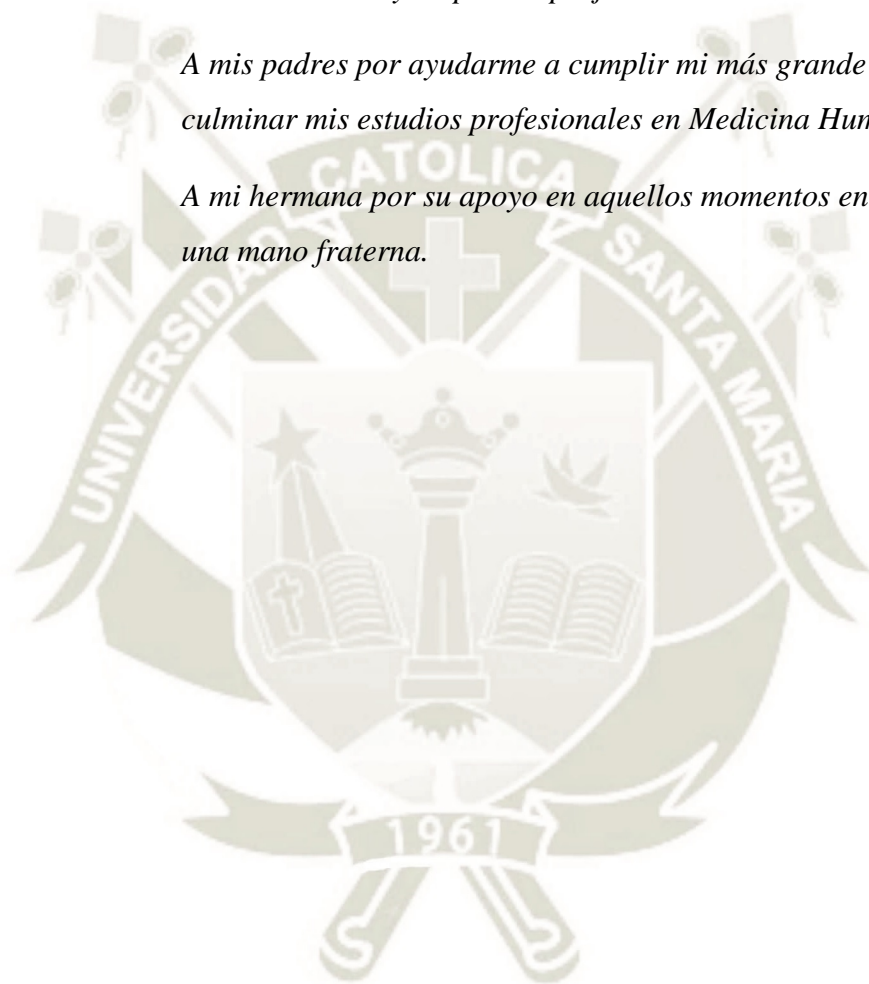 A mis padres por ayudarme a cumplir mi más grande
culminar mis estudios profesionales en Medicina
A mi hermana por su apoyo en aquellos momentos en
una mano fraterna.
UNIVERSIDAD CATOLICA SANTA MARIA
1961